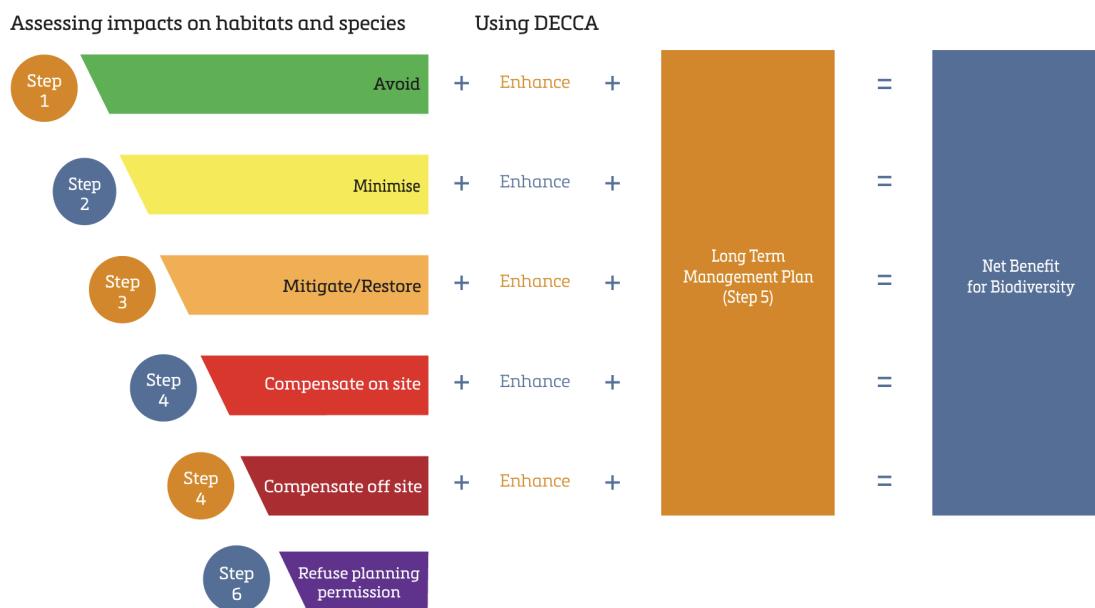 Assessing impacts on habitats and species
Using DECCA
Step
1
Avoid
+ Enhance + =
Step
2
Minimise
+ Enhance + =
Step
3
Mitigate/Restore
+ Enhance + =
Step
4
Compensate on site
+ Enhance + =
Step
4
Compensate off site
+ Enhance + =
Step
6
Refuse planning
permission
Long Term
Management Plan
(Step 5)
Net Benefit
for Biodiversity